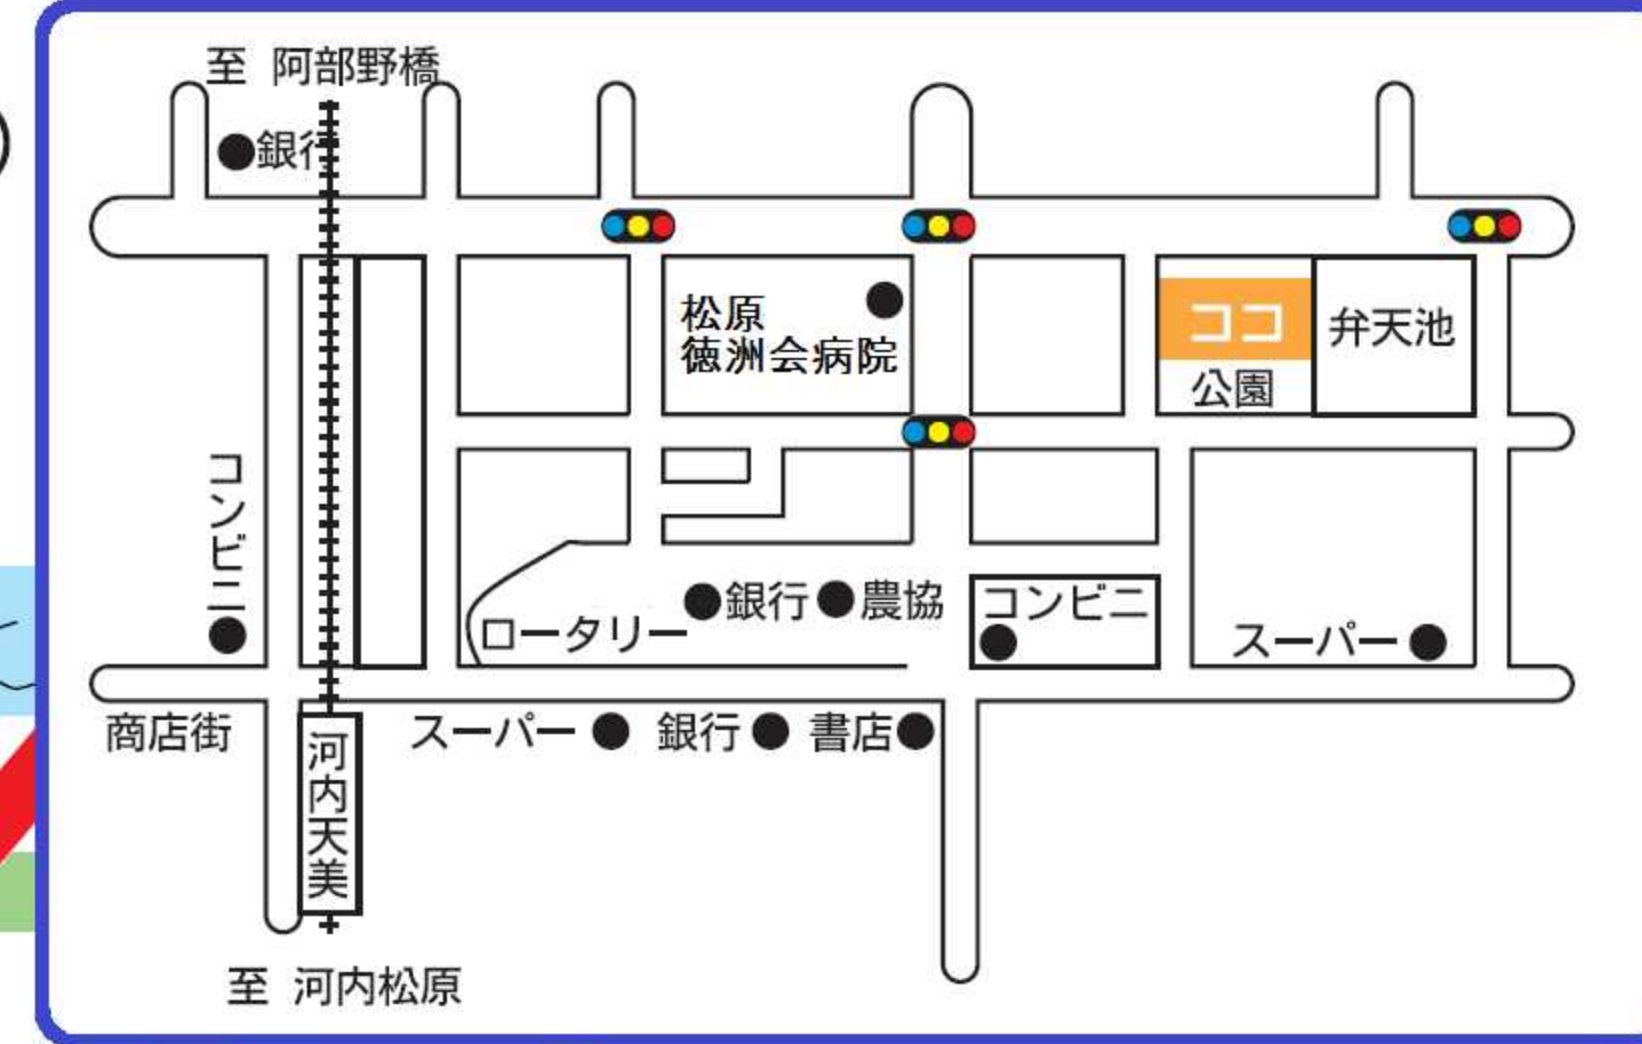 至 阿部野橋
銀行
松原
徳洲会病院
ココ
公園
弁天池
コンビニ
ロータリー
銀行
農協
コンビニ
スーパー
商店街
河内天美
スーパー
銀行
書店
至 河内松原